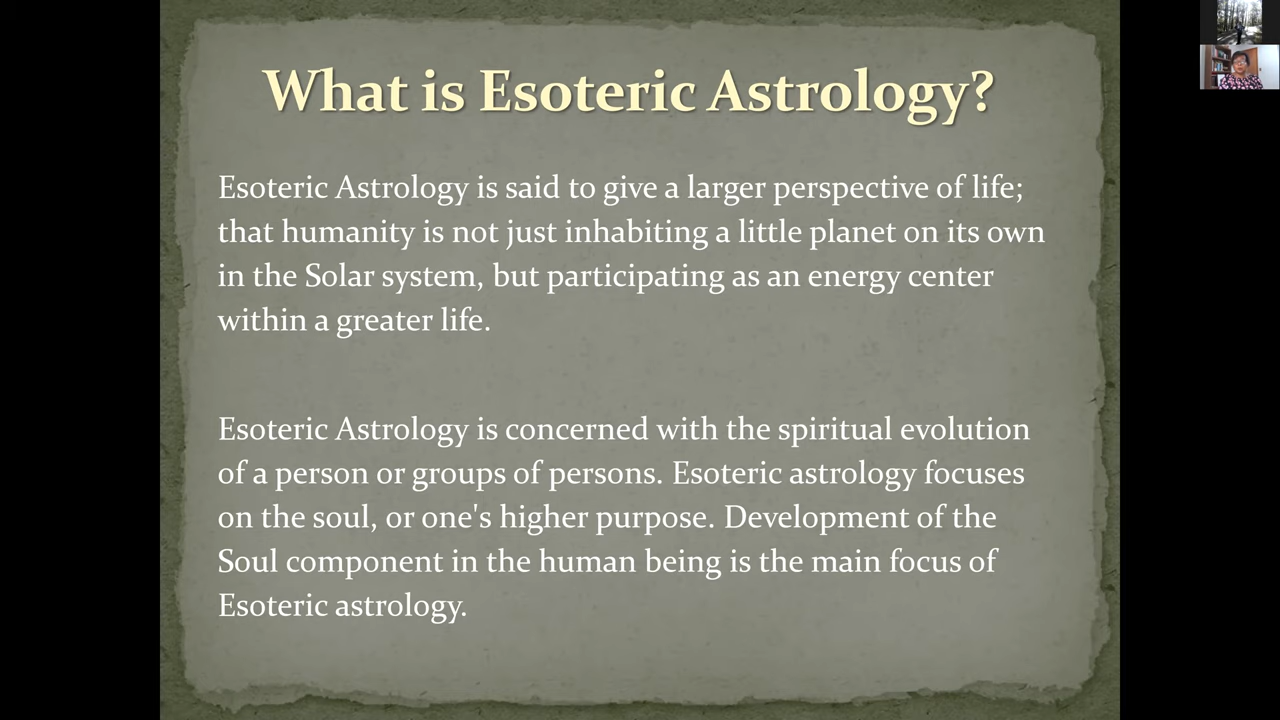 What is Esoteric Astrology?
Esoteric Astrology is said to give a larger perspective of life;
that humanity is not just inhabiting a little planet on its own
in the Solar system, but participating as an energy center
within a greater life.
Esoteric Astrology is concerned with the spiritual evolution
of a person or groups of persons. Esoteric astrology focuses
on the soul, or one's higher purpose. Development of the
Soul component in the human being is the main focus of
Esoteric astrology.